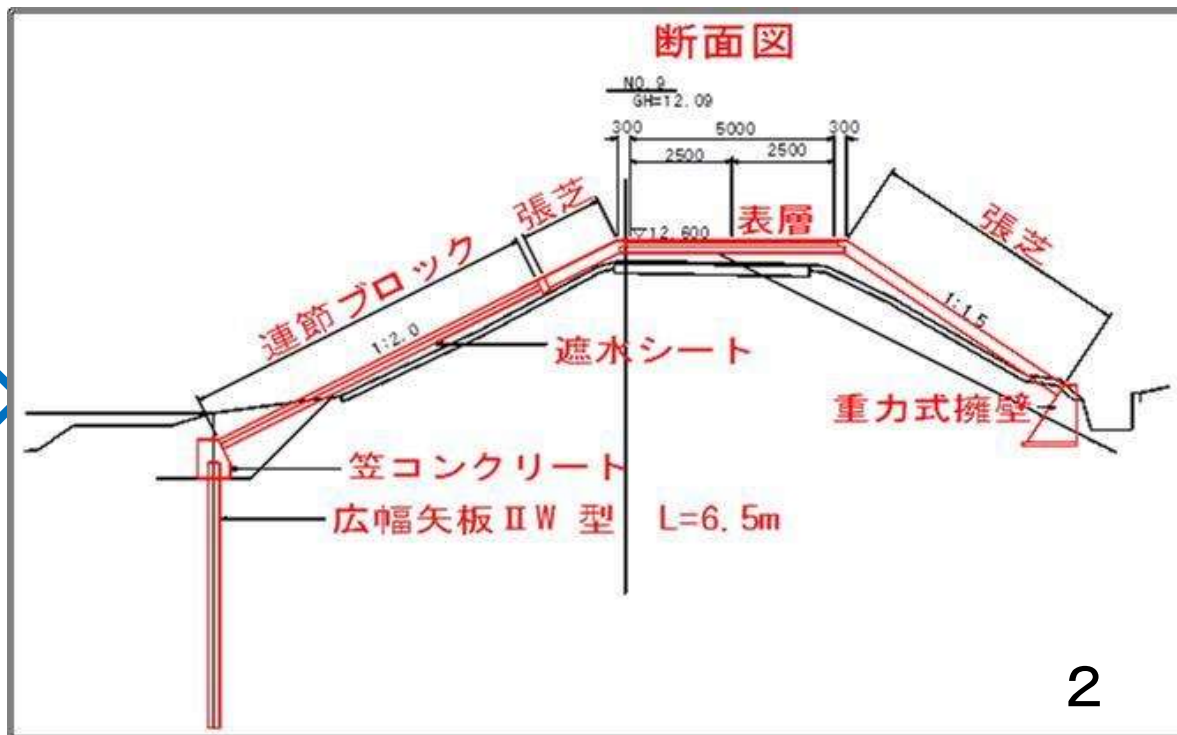 断面図
NO.9
GH=12.09
300 5000 300
2500 2500
張芝
張芝
▽12,600
表層
連節ブロック
1:2.0
1:1.5
遮水シート
重力式擁壁
笠コンクリート
広幅矢板ⅡW 型 L=6.5m
2